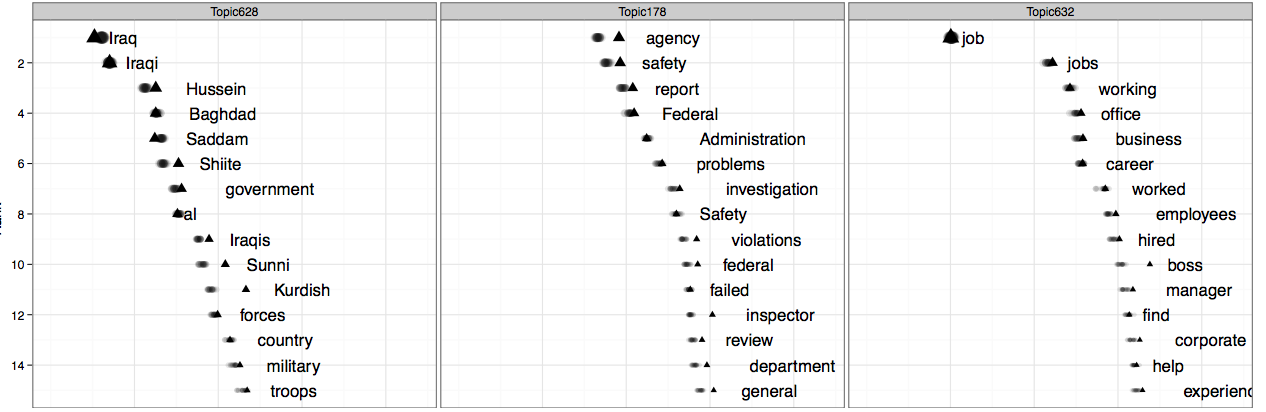 Topic628
Topic178
Topic632
2
4
6
8
10
12
14
Iraq
Iraqi
Hussein
Baghdad
Saddam
Shiite
government
al
Iraqis
Sunni
Kurdish
forces
country
military
troops
agency
safety
report
Federal
Administration
problems
investigation
Safety
violations
federal
failed
inspector
review
department
general
job
jobs
working
office
business
career
worked
employees
hired
boss
manager
find
corporate
help
experienc